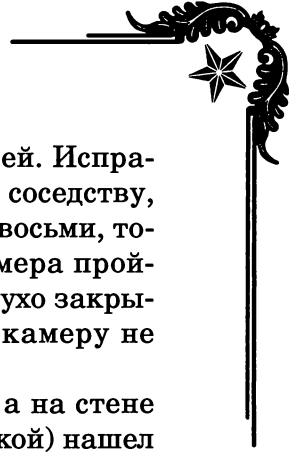 ей. Испра-
соседству,
восьми, то-
мера прой-
ухо закры-
камеру не
а на стене
кой) нашел